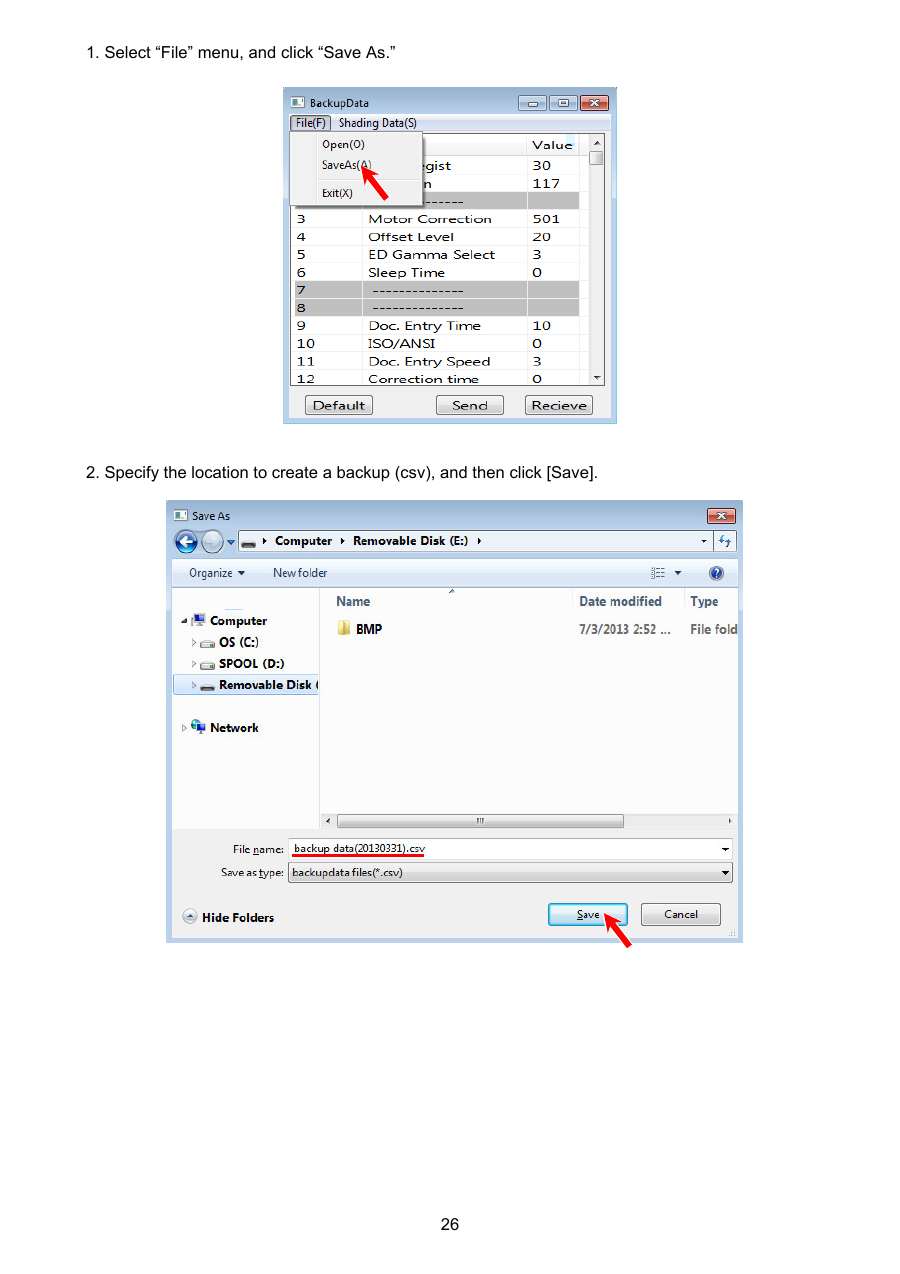 1. Select “File” menu, and click “Save As.”
BackupData
File(F) Shading Data(S)
Open(O)
SaveAs(A)
Exit(X)
Value
egist 30
n 117
------
3 Motor Correction 501
4 Offset Level 20
5 ED Gamma Select 3
6 Sleep Time 0
7 --------------
8 --------------
9 Doc. Entry Time 10
10 ISO/ANSI 0
11 Doc. Entry Speed 3
12 Correction time 0
Default Send Recieve
2. Specify the location to create a backup (csv), and then click [Save].
Save As
Computer Removable Disk (E:)
Organize New folder
Name Date modified Type
Computer
BMP 7/3/2013 2:52 ... File fold
OS (C:)
SPOOL (D:)
Removable Disk (
Network
File name: backup data(20130331).csv
Save as type: backupdata files(*.csv)
Hide Folders Save Cancel
26